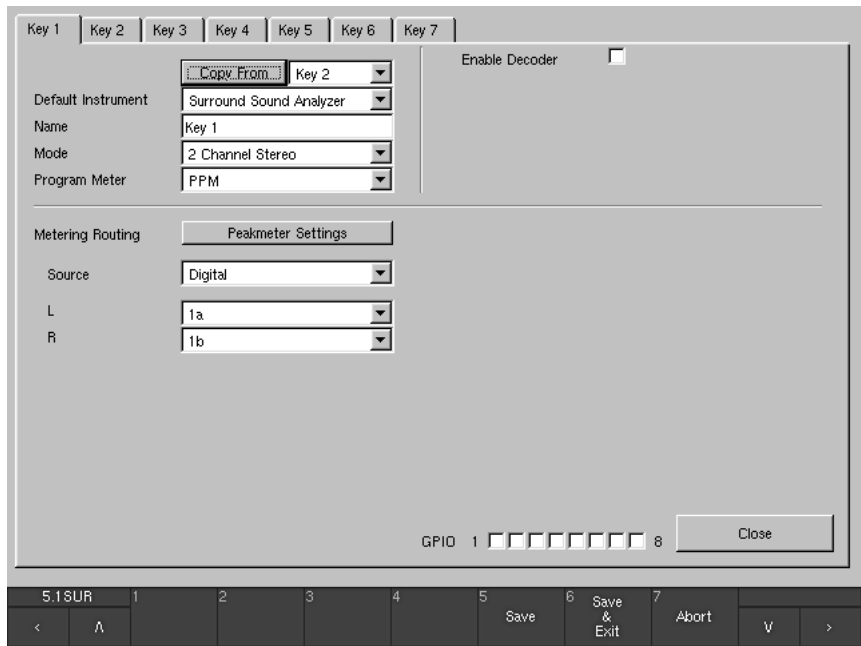 Key 1 Key 2 Key 3 Key 4 Key 5 Key 6 Key 7
Copy From Key 2
Enable Decoder
Default Instrument Surround Sound Analyzer
Name Key 1
Mode 2 Channel Stereo
Program Meter PPM
Metering Routing Peakmeter Settings
Source Digital
L 1a
R 1b
GPIO 1 8 Close
5.1SUR 1 2 3 4 5 Save 6 Save & Exit 7 Abort
< Λ V >